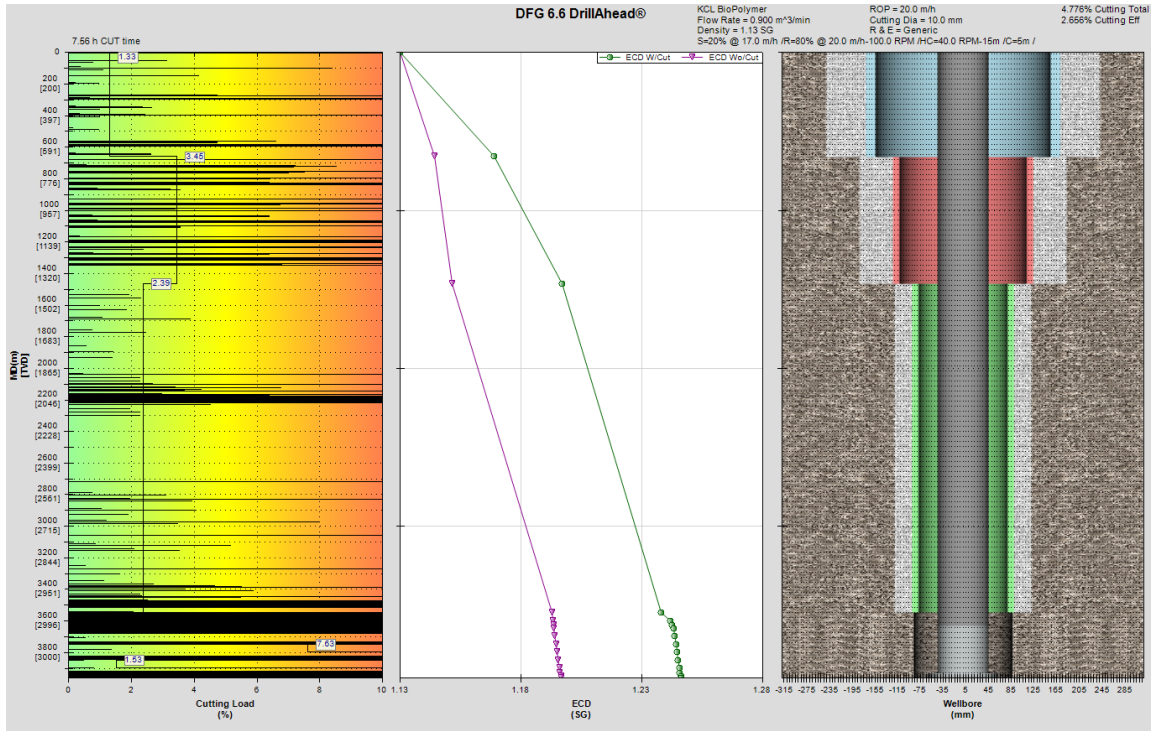 DFG 6.6 DrillAhead®
KCL BioPolymer
Flow Rate = 0.900 m^3/min
Density = 1.13 SG
S=20% @ 17.0 m/h /R=80% @ 20.0 m/h-100.0 RPM /HC=40.0 RPM-15m /C=5m /
ROP = 20.0 m/h
Cutting Dia = 10.0 mm
R & E = Generic
4.776% Cutting Total
2.656% Cutting Eff
7.56 h CUT time
MD(m)
[TVD]
0
200
[200]
400
[397]
600
[591]
800
[776]
1000
[957]
1200
[1139]
1400
[1320]
1600
[1502]
1800
[1683]
2000
[1865]
2200
[2046]
2400
[2228]
2600
[2399]
2800
[2561]
3000
[2715]
3200
[2844]
3400
[2951]
3600
[2996]
3800
[3000]
1.33
3.45
2.39
7.63
1.53
0 2 4 6 8 10
Cutting Load
(%)
ECD W/Cut ECD Wo/Cut
1.13 1.18 1.23 1.28
ECD
(SG)
-315 -275 -235 -195 -155 -115 -75 -35 5 45 85 125 165 205 245 285
Wellbore
(mm)